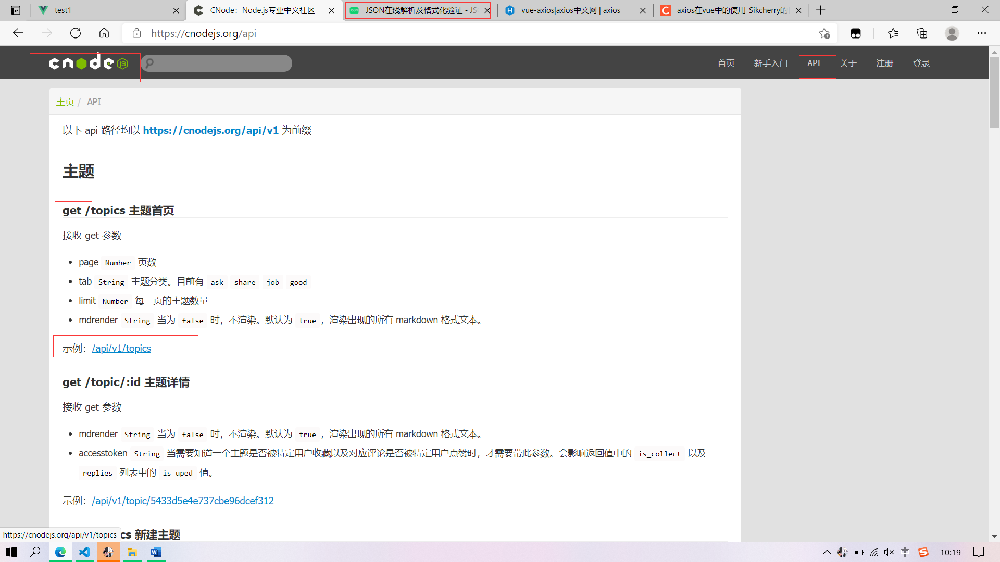 test1
CNode：Node.js专业中文社区
JSON在线解析及格式化验证 - JS
vue-axios|axios中文网 | axios
axios在vue中的使用_Sikcherry的
https://cnodejs.org/api
cnode JS
首页 新手入门 API 关于 注册 登录
主页 / API
以下 api 路径均以 https://cnodejs.org/api/v1 为前缀
主题
get /topics 主题首页
接收 get 参数
page Number 页数
tab String 主题分类。目前有 ask share job good
limit Number 每一页的主题数量
mdrender String 当为 false 时，不渲染。默认为 true ，渲染出现的所有 markdown 格式文本。
示例：/api/v1/topics
get /topic/:id 主题详情
接收 get 参数
mdrender String 当为 false 时，不渲染。默认为 true ，渲染出现的所有 markdown 格式文本。
accesstoken String 当需要知道一个主题是否被特定用户收藏以及对应评论是否被特定用户点赞时，才需要带此参数。会影响返回值中的 is_collect 以及
replies 列表中的 is_uped 值。
示例：/api/v1/topic/5433d5e4e737cbe96dcef312
cs 新建主题
https://cnodejs.org/api/v1/topics
中
10:19